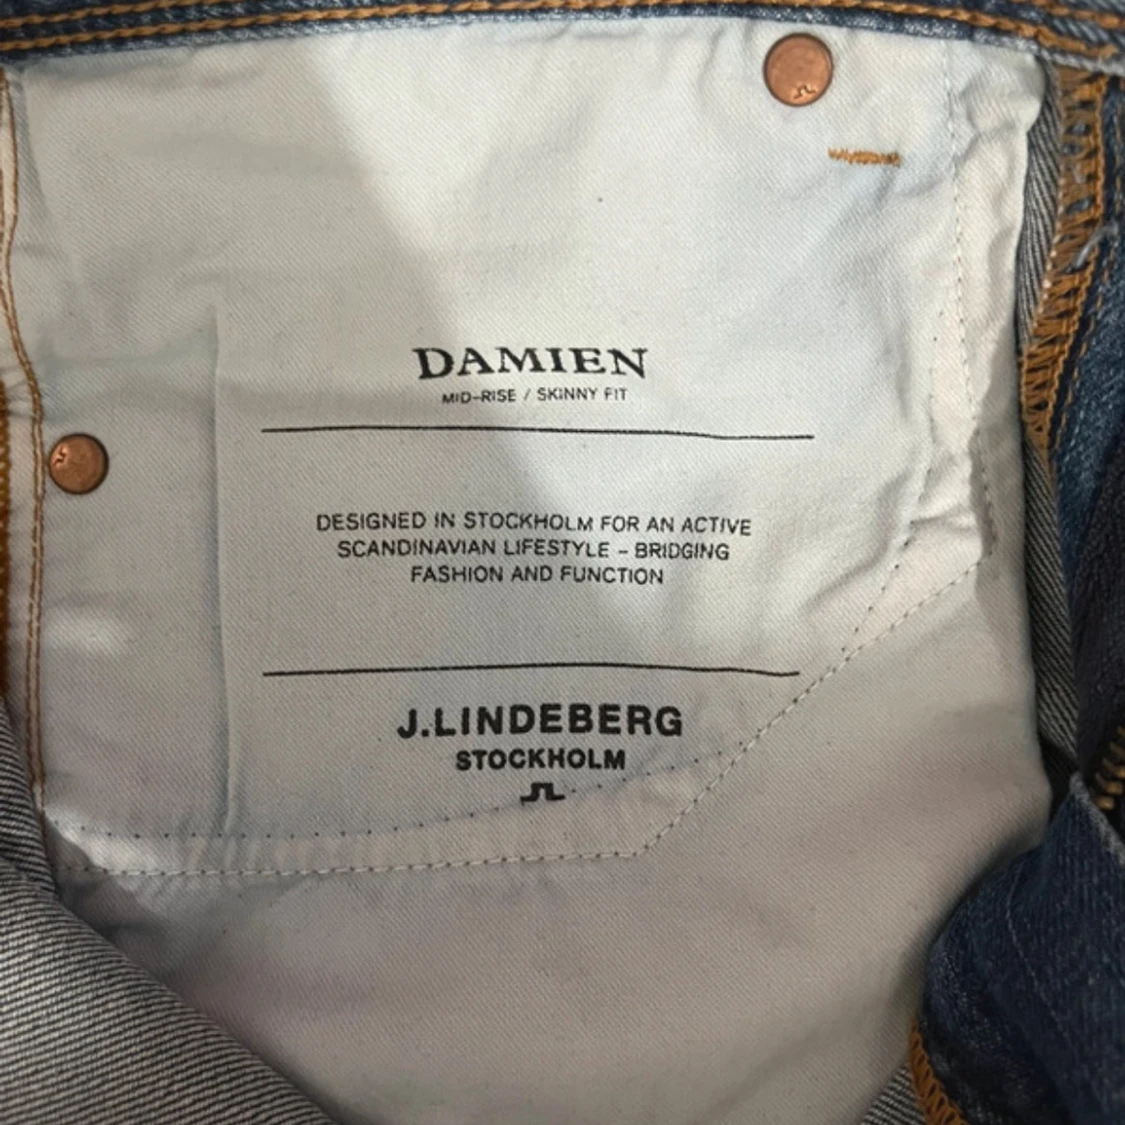 DAMIEN
MID-RISE / SKINNY FIT
DESIGNED IN STOCKHOLM FOR AN ACTIVE
SCANDINAVIAN LIFESTYLE – BRIDGING
FASHION AND FUNCTION
J.LINDEBERG
STOCKHOLM